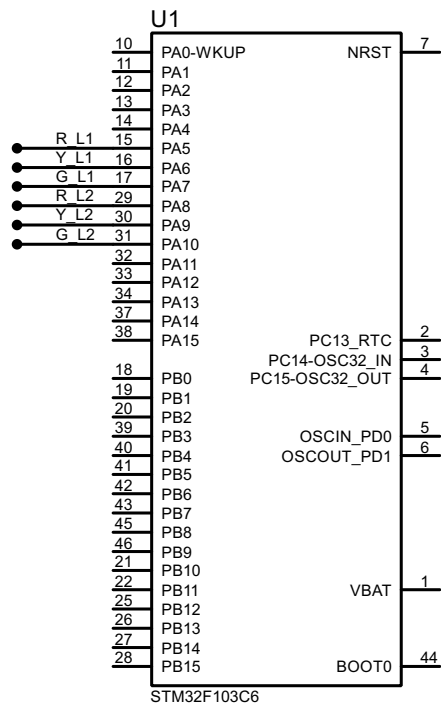 U1
10 PA0-WKUP NRST 7
11 PA1
12 PA2
13 PA3
14 PA4
R_L1 15 PA5
Y_L1 16 PA6
G_L1 17 PA7
R_L2 29 PA8
Y_L2 30 PA9
G_L2 31 PA10
32 PA11
33 PA12
34 PA13
37 PA14
38 PA15 PC13_RTC 2
PC14-OSC32_IN 3
18 PB0 PC15-OSC32_OUT 4
19 PB1
20 PB2
39 PB3 OSCIN_PD0 5
40 PB4 OSCOUT_PD1 6
41 PB5
42 PB6
43 PB7
45 PB8
46 PB9
21 PB10
22 PB11 VBAT 1
25 PB12
26 PB13
27 PB14
28 PB15 BOOT0 44
STM32F103C6